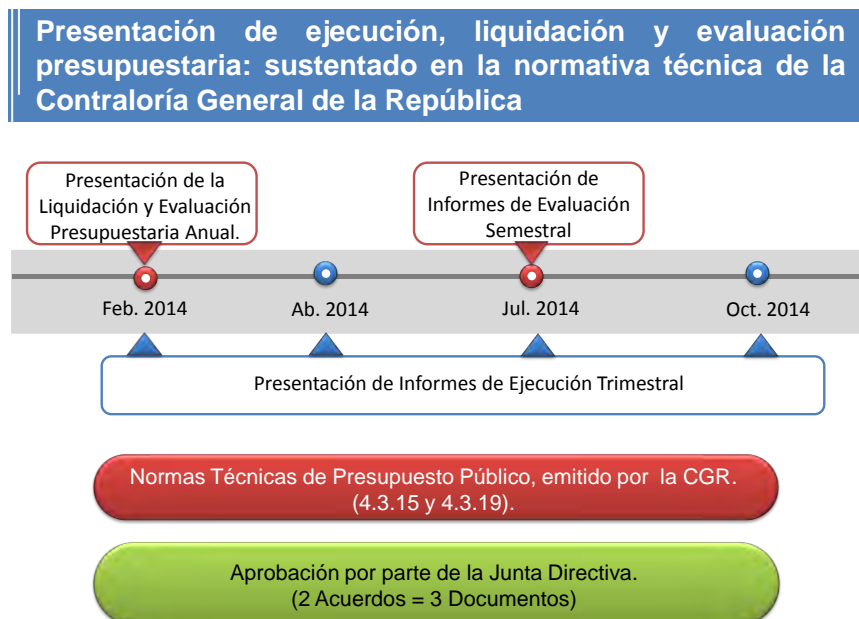 Presentación de ejecución, liquidación y evaluación
presupuestaria: sustentado en la normativa técnica de la
Contraloría General de la República
Presentación de la
Liquidación y Evaluación
Presupuestaria Anual.
Presentación de
Informes de Evaluación
Semestral
Feb. 2014
Ab. 2014
Jul. 2014
Oct. 2014
Presentación de Informes de Ejecución Trimestral
Normas Técnicas de Presupuesto Público, emitido por la CGR.
(4.3.15 y 4.3.19).
Aprobación por parte de la Junta Directiva.
(2 Acuerdos = 3 Documentos)